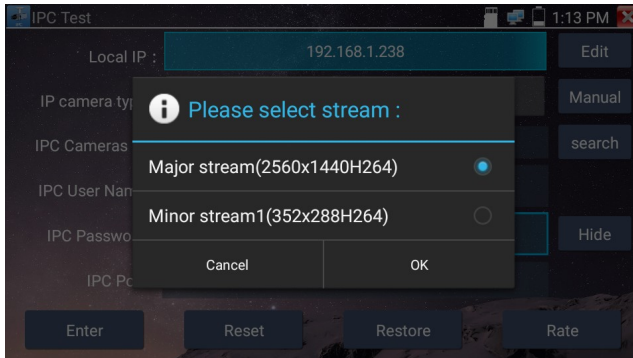 IPC Test
1:13 PM
Local IP :
192.168.1.238
Edit
IP camera typ
Manual
Please select stream :
IPC Cameras
search
Major stream(2560x1440H264)
IPC User Nam
Minor stream1(352x288H264)
IPC Passwo
Hide
Cancel
OK
IPC Po
Enter
Reset
Restore
Rate